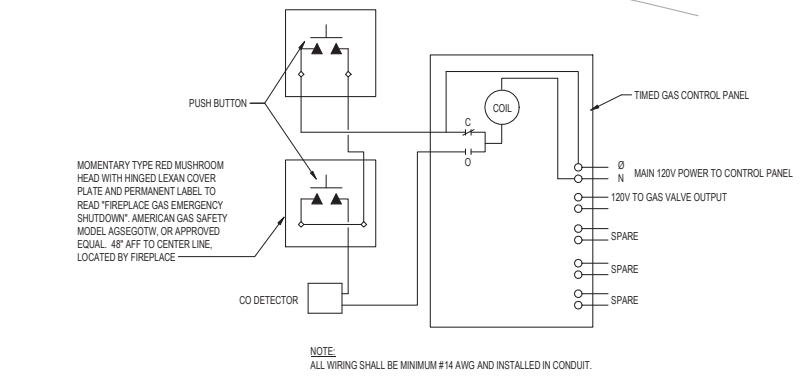 COIL
TIMED GAS CONTROL PANEL
PUSH BUTTON
C
O
Ø
N
MAIN 120V POWER TO CONTROL PANEL
120V TO GAS VALVE OUTPUT
SPARE
SPARE
SPARE
MOMENTARY TYPE RED MUSHROOM
HEAD WITH HINGED LEXAN COVER
PLATE AND PERMANENT LABEL TO
READ "FIREPLACE GAS EMERGENCY
SHUTDOWN". AMERICAN GAS SAFETY
MODEL AGSEGOTW, OR APPROVED
EQUAL. 48" AFF TO CENTER LINE,
LOCATED BY FIREPLACE
CO DETECTOR
NOTE:
ALL WIRING SHALL BE MINIMUM #14 AWG AND INSTALLED IN CONDUIT.